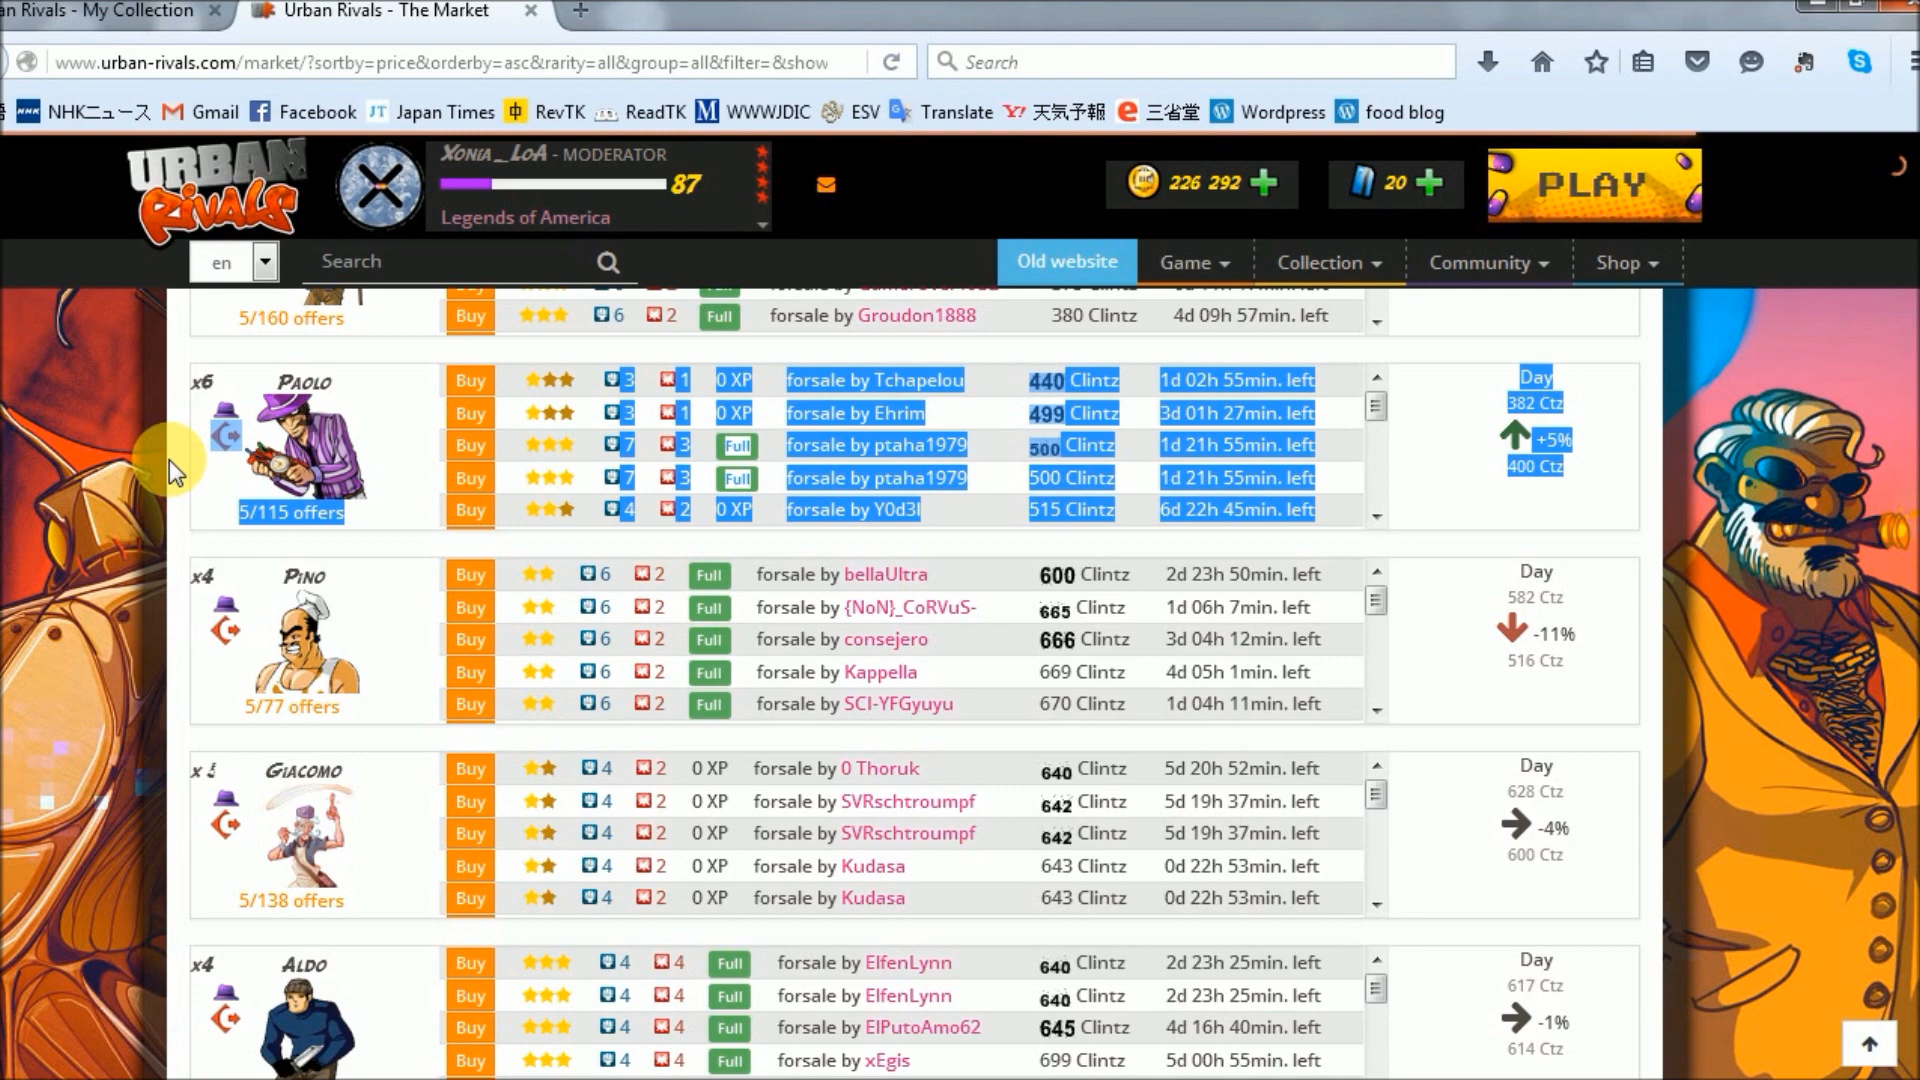 an Rivals - My Collection
Urban Rivals - The Market
www.urban-rivals.com/market/?sortby=price&orderby=asc&rarity=all&group=all&filter=&show
Search
NHKニュース Gmail Facebook JT Japan Times RevTK ReadTK M WWWJDIC ESV Translate 天気予報 三省堂 Wordpress food blog
URBAN RIVALS
XONIA_LOA - MODERATOR
87
Legends of America
226 292
20
PLAY
en
Search
Old website Game Collection Community Shop
5/160 offers
Buy 6 2 Full forsale by Groudon1888 380 Clintz 4d 09h 57min. left
x6 PAOLO
5/115 offers
Buy 3 1 0 XP forsale by Tchapelou 440 Clintz 1d 02h 55min. left
Buy 3 1 0 XP forsale by Ehrim 499 Clintz 3d 01h 27min. left
Buy 7 3 Full forsale by ptaha1979 500 Clintz 1d 21h 55min. left
Buy 7 3 Full forsale by ptaha1979 500 Clintz 1d 21h 55min. left
Buy 4 2 0 XP forsale by Y0d3l 515 Clintz 6d 22h 45min. left
Day
382 Ctz
+5%
400 Ctz
x4 PINO
5/77 offers
Buy 6 2 Full forsale by bellaUltra 600 Clintz 2d 23h 50min. left
Buy 6 2 Full forsale by {NoN}_CoRVuS- 665 Clintz 1d 06h 7min. left
Buy 6 2 Full forsale by consejero 666 Clintz 3d 04h 12min. left
Buy 6 2 Full forsale by Kappella 669 Clintz 4d 05h 1min. left
Buy 6 2 Full forsale by SCI-YFGyuyu 670 Clintz 1d 04h 11min. left
Day
582 Ctz
-11%
516 Ctz
x 5 GIACOMO
5/138 offers
Buy 4 2 0 XP forsale by 0 Thoruk 640 Clintz 5d 20h 52min. left
Buy 4 2 0 XP forsale by SVRschtroumpf 642 Clintz 5d 19h 37min. left
Buy 4 2 0 XP forsale by SVRschtroumpf 642 Clintz 5d 19h 37min. left
Buy 4 2 0 XP forsale by Kudasa 643 Clintz 0d 22h 53min. left
Buy 4 2 0 XP forsale by Kudasa 643 Clintz 0d 22h 53min. left
Day
628 Ctz
-4%
600 Ctz
x4 ALDO
Buy 4 4 Full forsale by ElfenLynn 640 Clintz 2d 23h 25min. left
Buy 4 4 Full forsale by ElfenLynn 640 Clintz 2d 23h 25min. left
Buy 4 4 Full forsale by ElPutoAmo62 645 Clintz 4d 16h 40min. left
Buy 4 4 Full forsale by xEgis 699 Clintz 5d 00h 55min. left
Day
617 Ctz
-1%
614 Ctz